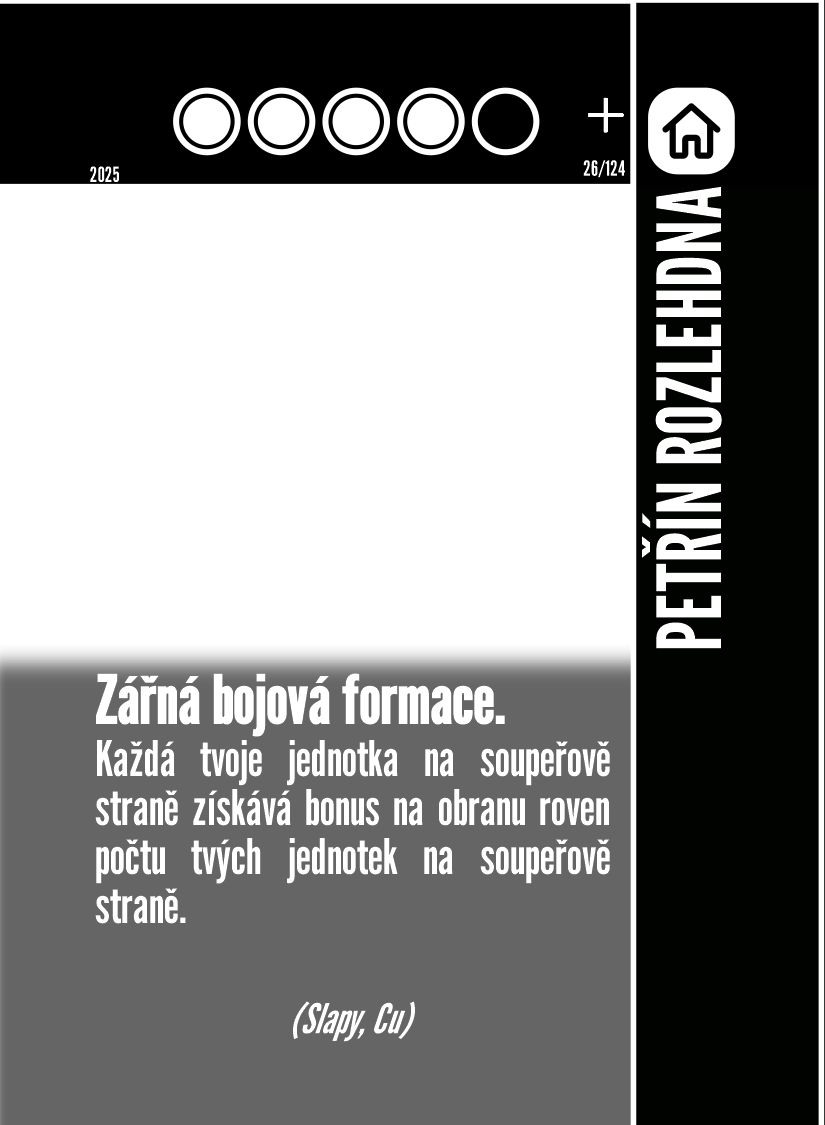 2025
26/124
PETŘÍN ROZLEHDNA
Zářná bojová formace.
Každá tvoje jednotka na soupeřově
straně získává bonus na obranu roven
počtu tvých jednotek na soupeřově
straně.
(Slapy, Cu)